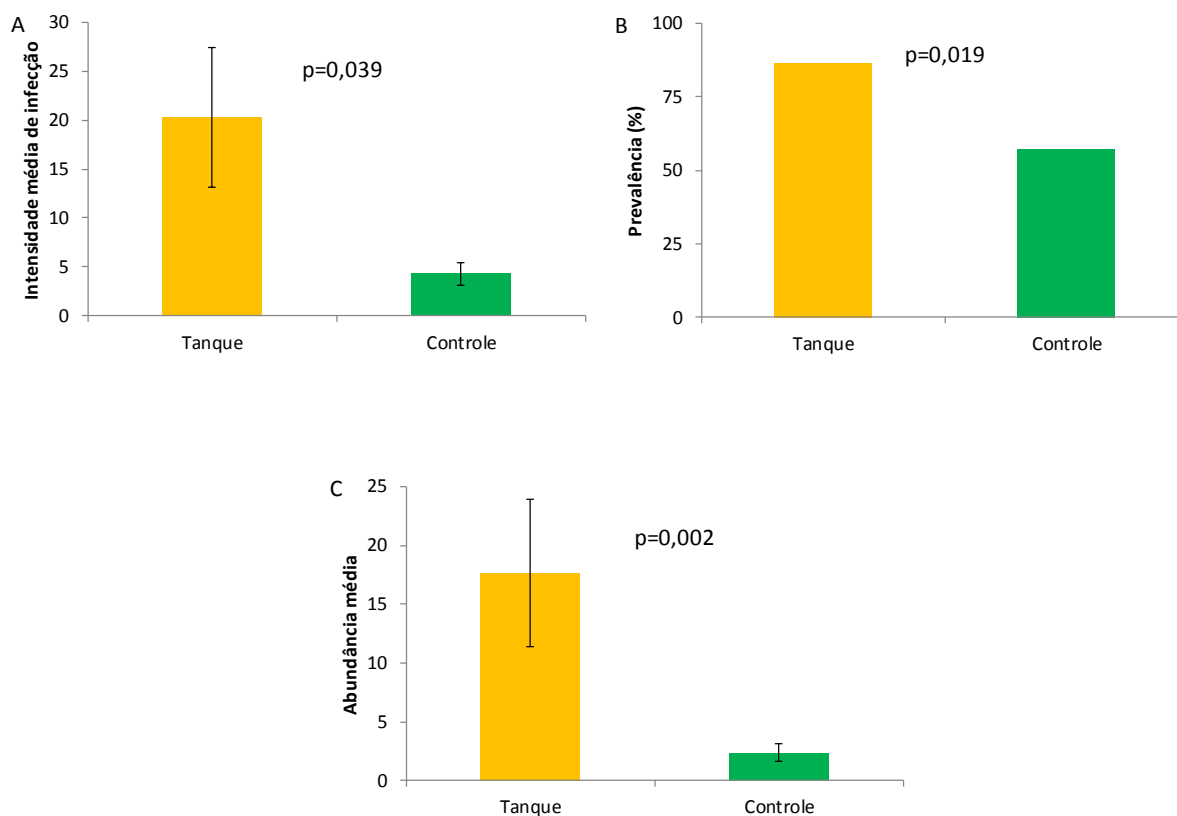 A
Intensidade média de infecção
30
25
20
15
10
5
0
p=0,039
Tanque Controle
B
Prevalência (%)
100
75
50
25
0
p=0,019
Tanque Controle
C
Abundância média
25
20
15
10
5
0
p=0,002
Tanque Controle